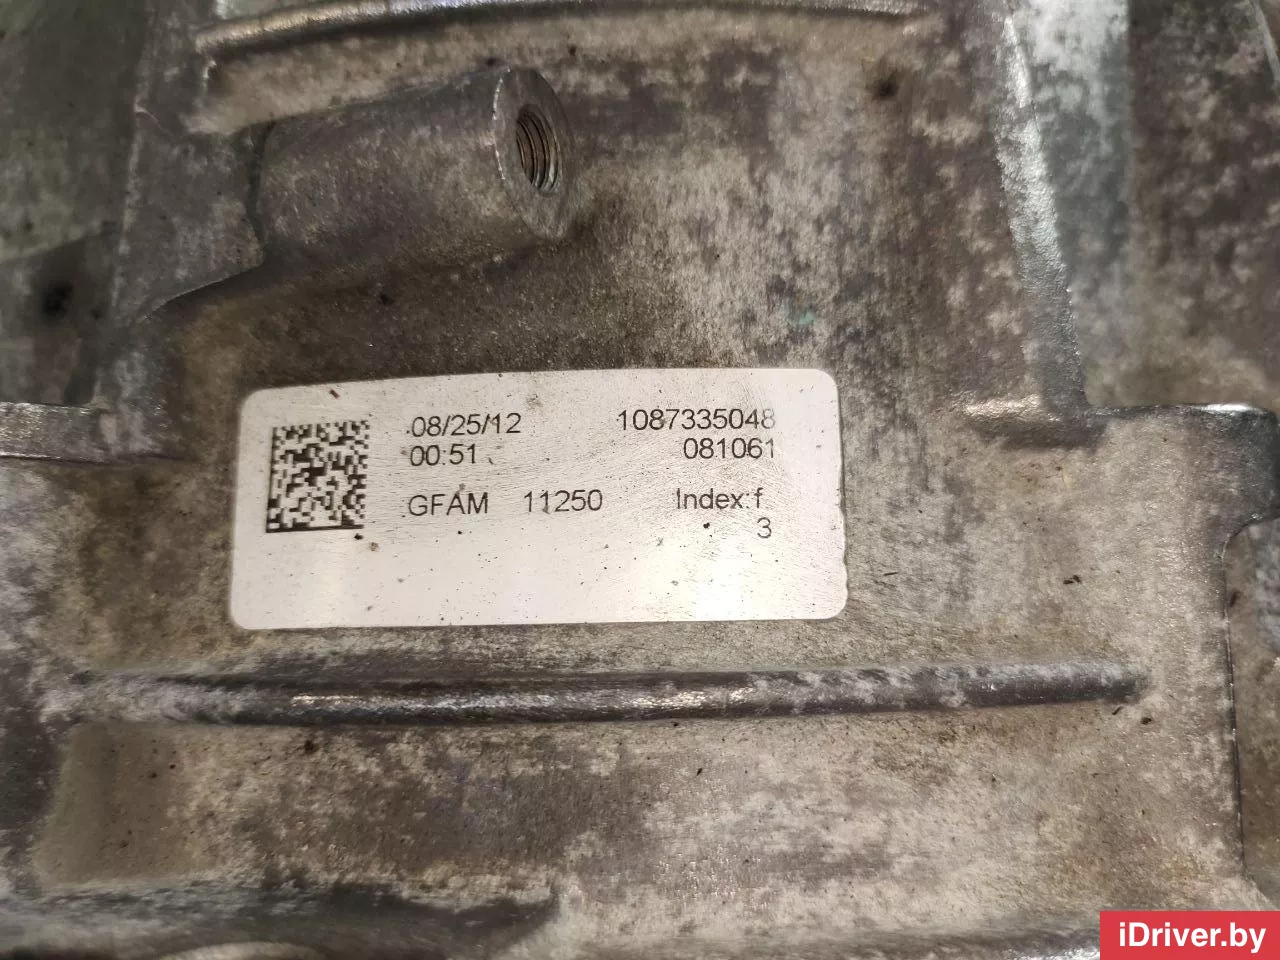 08/25/12 1087335048
00:51 081061
GFAM 11250 Index:f
3
iDriver.by